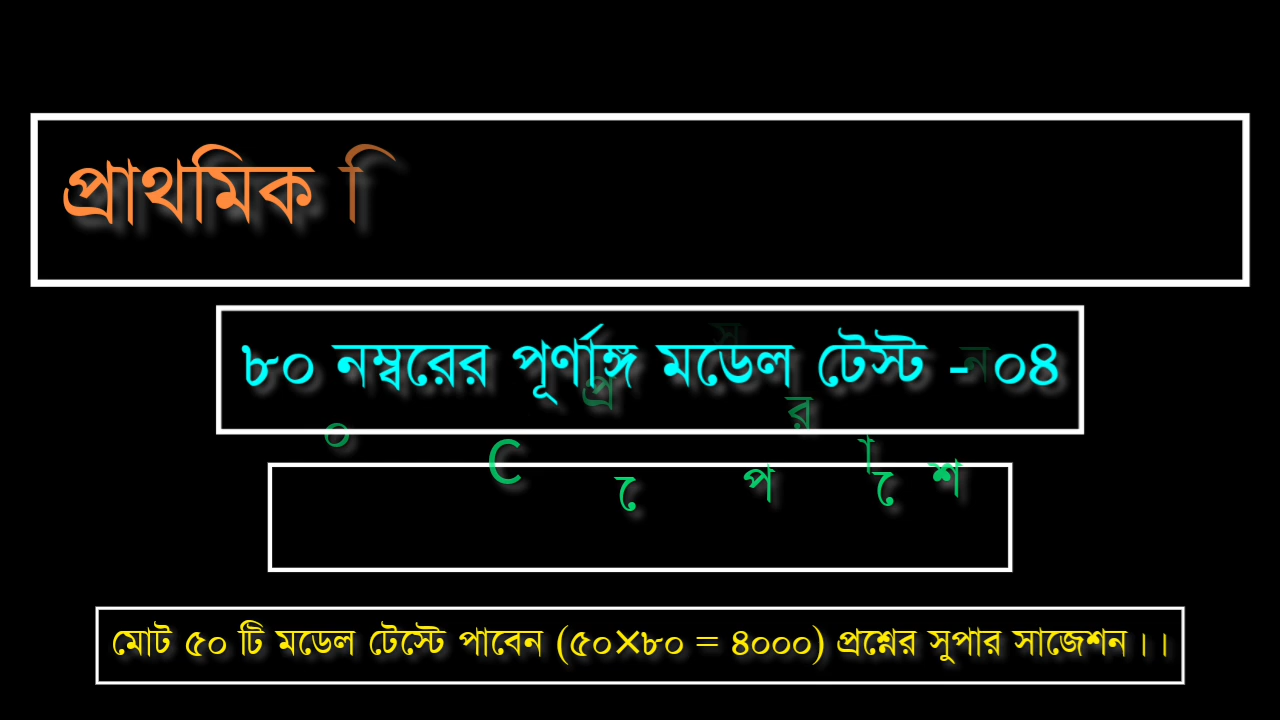 প্রাথমিক
৮০ নম্বরের পূর্ণাঙ্গ মডেল টেস্ট - ০৪
মোট ৫০ টি মডেল টেস্টে পাবেন (৫০×৮০ = ৪০০০) প্রশ্নের সুপার সাজেশন।।